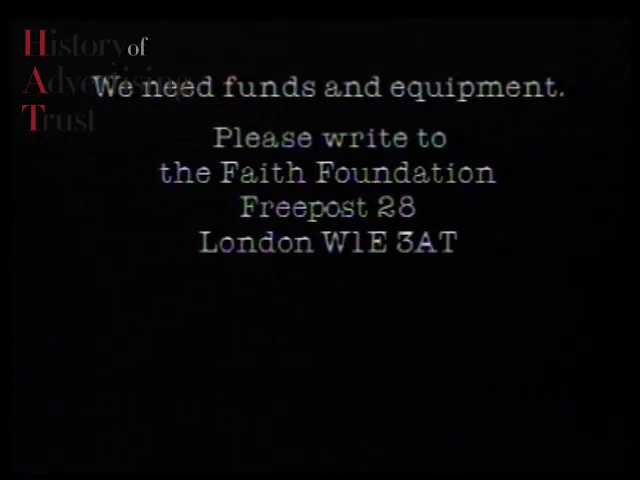 History of
Advertising
Trust
We need funds and equipment.
Please write to
the Faith Foundation
Freepost 28
London W1E 3AT